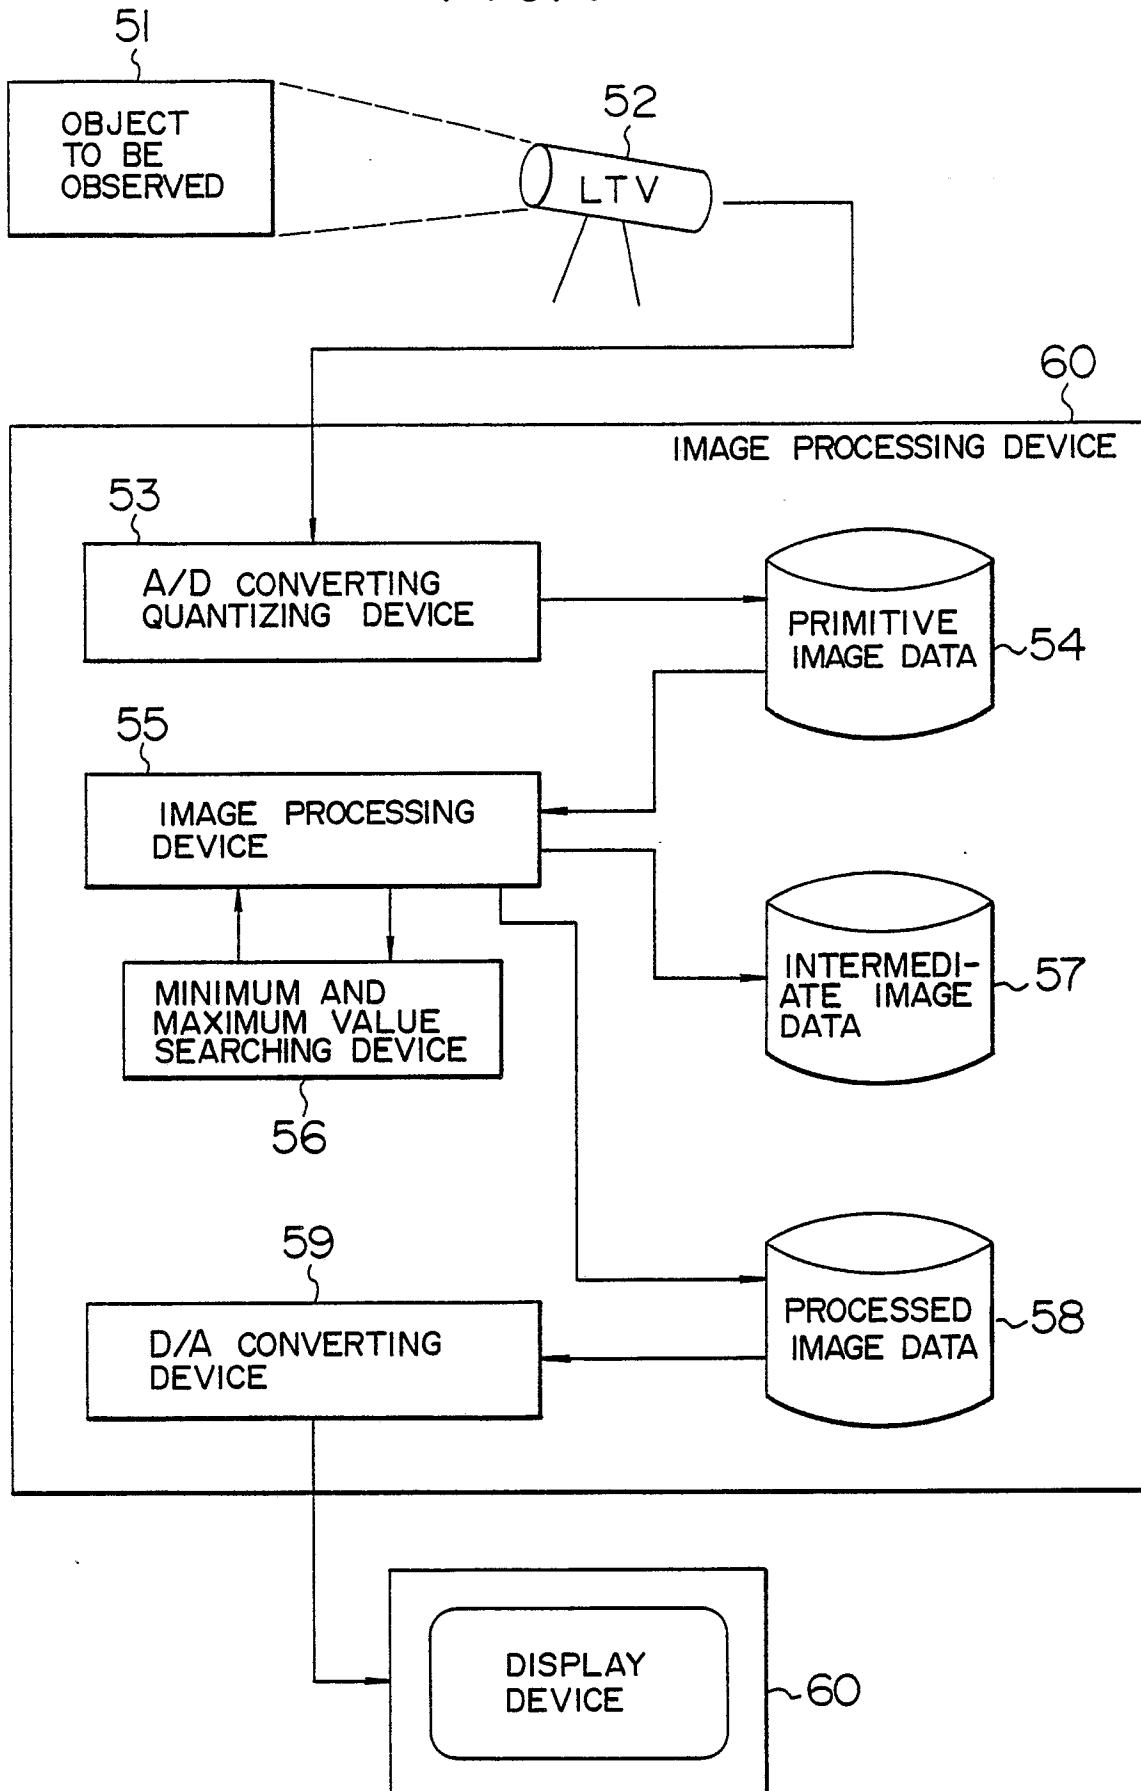 51
OBJECT
TO BE
OBSERVED
52
LTV
60
IMAGE PROCESSING DEVICE
53
A/D CONVERTING
QUANTIZING DEVICE
PRIMITIVE
IMAGE DATA
54
55
IMAGE PROCESSING
DEVICE
INTERMEDI-
ATE IMAGE
DATA
57
MINIMUM AND
MAXIMUM VALUE
SEARCHING DEVICE
56
59
D/A CONVERTING
DEVICE
PROCESSED
IMAGE DATA
58
DISPLAY
DEVICE
60